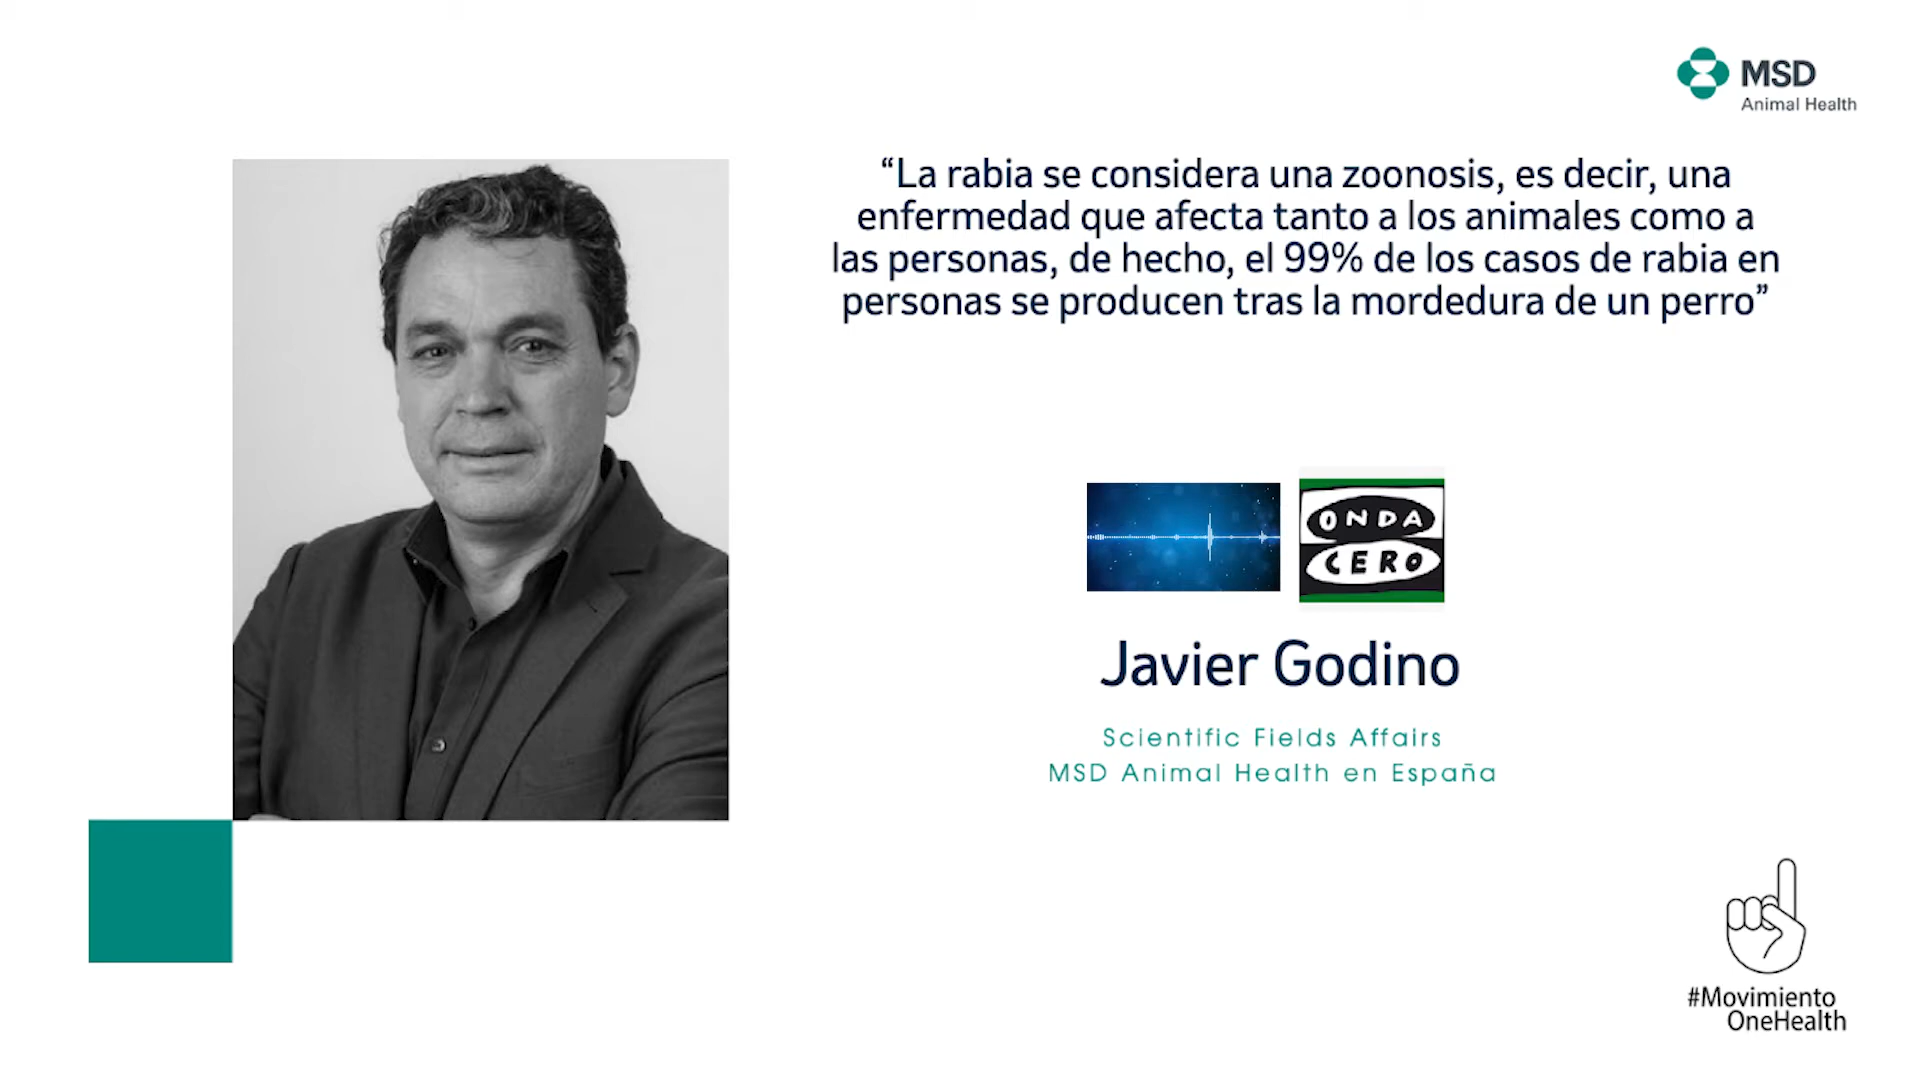 MSD
Animal Health
“La rabia se considera una zoonosis, es decir, una
enfermedad que afecta tanto a los animales como a
las personas, de hecho, el 99% de los casos de rabia en
personas se producen tras la mordedura de un perro”
ONDA
CERO
Javier Godino
Scientific Fields Affairs
MSD Animal Health en España
#Movimiento
OneHealth